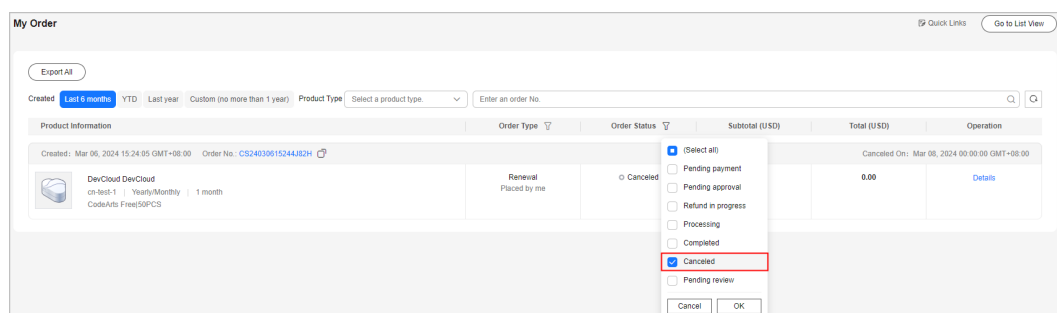 My Order
Quick Links
Go to List View
Export All
Created Last 6 months YTD Last year Custom (no more than 1 year) Product Type Select a product type Enter an order No.
Product Information Order Type Order Status Subtotal (USD) Total (USD) Operation
Created: Mar 06, 2024 15:24:05 GMT+08:00 Order No.: CS24030615244J82H Canceled On: Mar 08, 2024 00:00:00 GMT+08:00
DevCloud DevCloud
cn-test-1 | Yearly/Monthly | 1 month
CodeArts Free|50PCS
Renewal
Placed by me
Canceled
0.00
Details
(Select all)
Pending payment
Pending approval
Refund in progress
Processing
Completed
Canceled
Pending review
Cancel OK